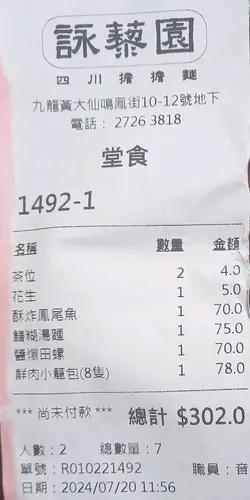 詠藜園
四川擔擔麵
九龍黃大仙鳴鳳街10-12號地下
電話： 2726 3818
堂食
1492-1
名稱 數量 金額
茶位 2 4.0
花生 1 5.0
酥炸鳳尾魚 1 70.0
鱔糊湯麵 1 75.0
醬爆田螺 1 70.0
鮮肉小籠包(8隻) 1 78.0
*** 尚未付款 *** 總計 $302.0
人數：2 總數量：7
單號：R010221492 職員：音
日期：2024/07/20 11:56